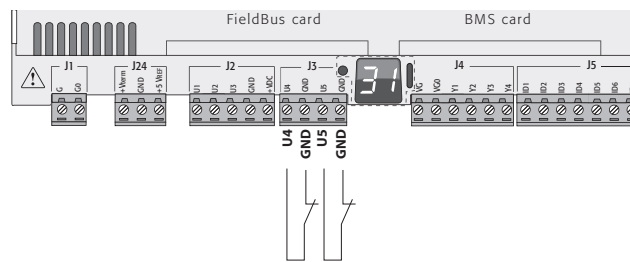 FieldBus card
BMS card
J1
J24
J2
J3
J4
J5
G
G0
+Vterm
GND
+5 VREF
U1
U2
U3
GND
+VDC
U4
GND
U5
GND
31
VG
VG0
Y1
Y2
Y3
Y4
ID1
ID2
ID3
ID4
ID5
ID6
U4
GND
U5
GND